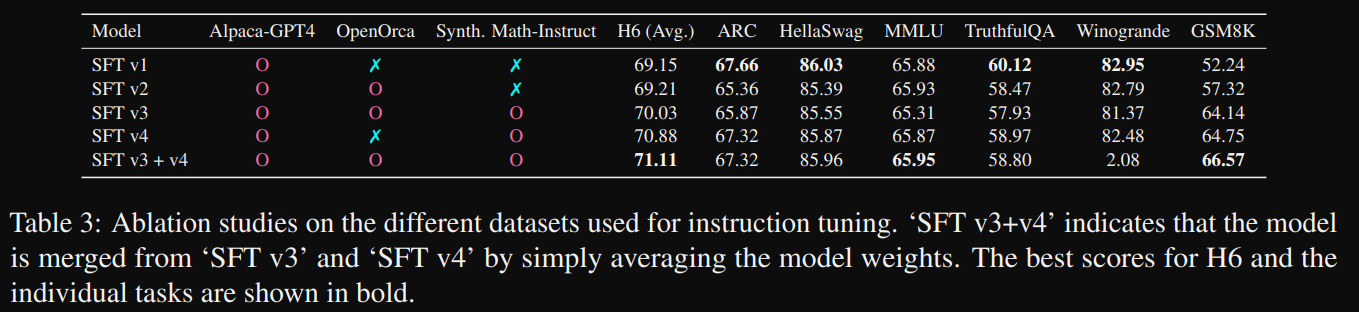 Model Alpaca-GPT4 OpenOrca Synth. Math-Instruct H6 (Avg.) ARC HellaSwag MMLU TruthfulQA Winogrande GSM8K
SFT v1 O ✗ ✗ 69.15 67.66 86.03 65.88 60.12 82.95 52.24
SFT v2 O O ✗ 69.21 65.36 85.39 65.93 58.47 82.79 57.32
SFT v3 O O O 70.03 65.87 85.55 65.31 57.93 81.37 64.14
SFT v4 O ✗ O 70.88 67.32 85.87 65.87 58.97 82.48 64.75
SFT v3 + v4 O O O 71.11 67.32 85.96 65.95 58.80 2.08 66.57
Table 3: Ablation studies on the different datasets used for instruction tuning. ‘SFT v3+v4’ indicates that the model
is merged from ‘SFT v3’ and ‘SFT v4’ by simply averaging the model weights. The best scores for H6 and the
individual tasks are shown in bold.